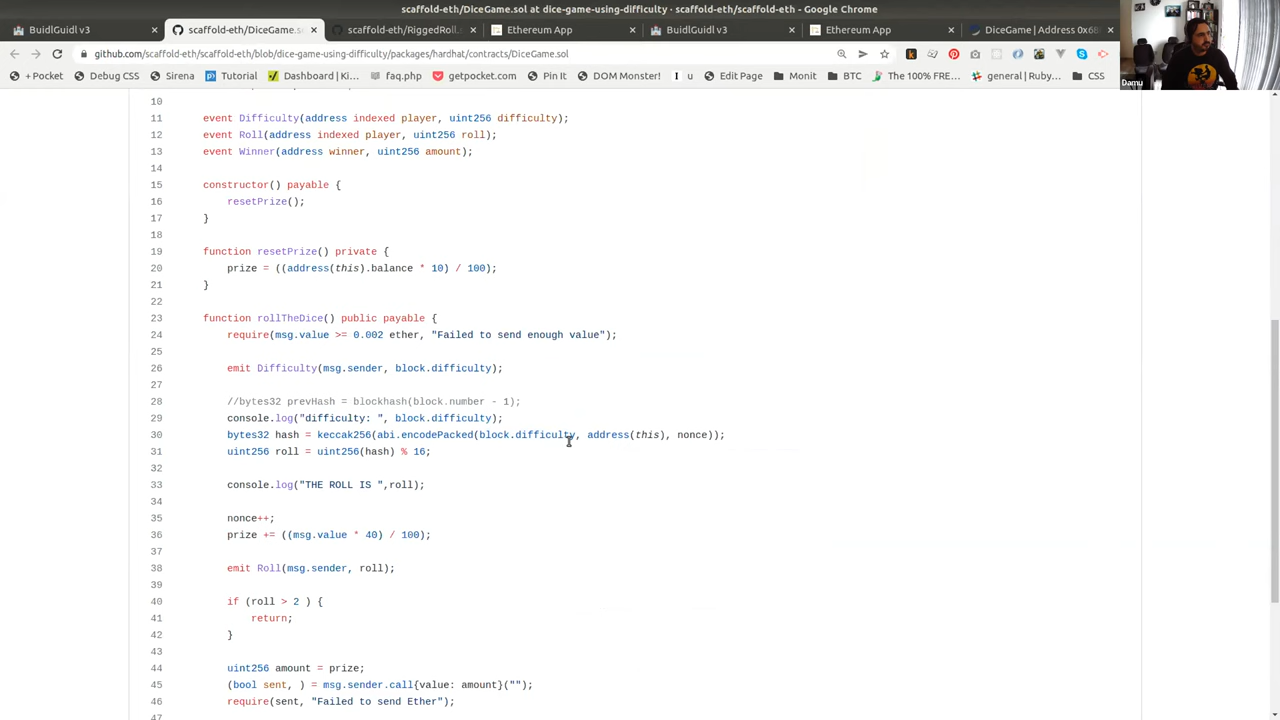 scaffold-eth/DiceGame.sol at dice-game-using-difficulty · scaffold-eth/scaffold-eth - Google Chrome
BuidlGuidl v3
scaffold-eth/DiceGame.s
scaffold-eth/RiggedRoll.
Ethereum App
BuidlGuidl v3
Ethereum App
DiceGame | Address 0x68
github.com/scaffold-eth/scaffold-eth/blob/dice-game-using-difficulty/packages/hardhat/contracts/DiceGame.sol
+ Pocket
Debug CSS
Sirena
Tutorial
Dashboard | Ki...
faq.php
getpocket.com
Pin It
DOM Monster!
u
Edit Page
Monit
BTC
The 100% FRE...
general | Ruby...
CSS
Damu
10
11 event Difficulty(address indexed player, uint256 difficulty);
12 event Roll(address indexed player, uint256 roll);
13 event Winner(address winner, uint256 amount);
14
15 constructor() payable {
16 resetPrize();
17 }
18
19 function resetPrize() private {
20 prize = ((address(this).balance * 10) / 100);
21 }
22
23 function rollTheDice() public payable {
24 require(msg.value >= 0.002 ether, "Failed to send enough value");
25
26 emit Difficulty(msg.sender, block.difficulty);
27
28 //bytes32 prevHash = blockhash(block.number - 1);
29 console.log("difficulty: ", block.difficulty);
30 bytes32 hash = keccak256(abi.encodePacked(block.difficulty, address(this), nonce));
31 uint256 roll = uint256(hash) % 16;
32
33 console.log("THE ROLL IS ",roll);
34
35 nonce++;
36 prize += ((msg.value * 40) / 100);
37
38 emit Roll(msg.sender, roll);
39
40 if (roll > 2 ) {
41 return;
42 }
43
44 uint256 amount = prize;
45 (bool sent, ) = msg.sender.call{value: amount}("");
46 require(sent, "Failed to send Ether");
47